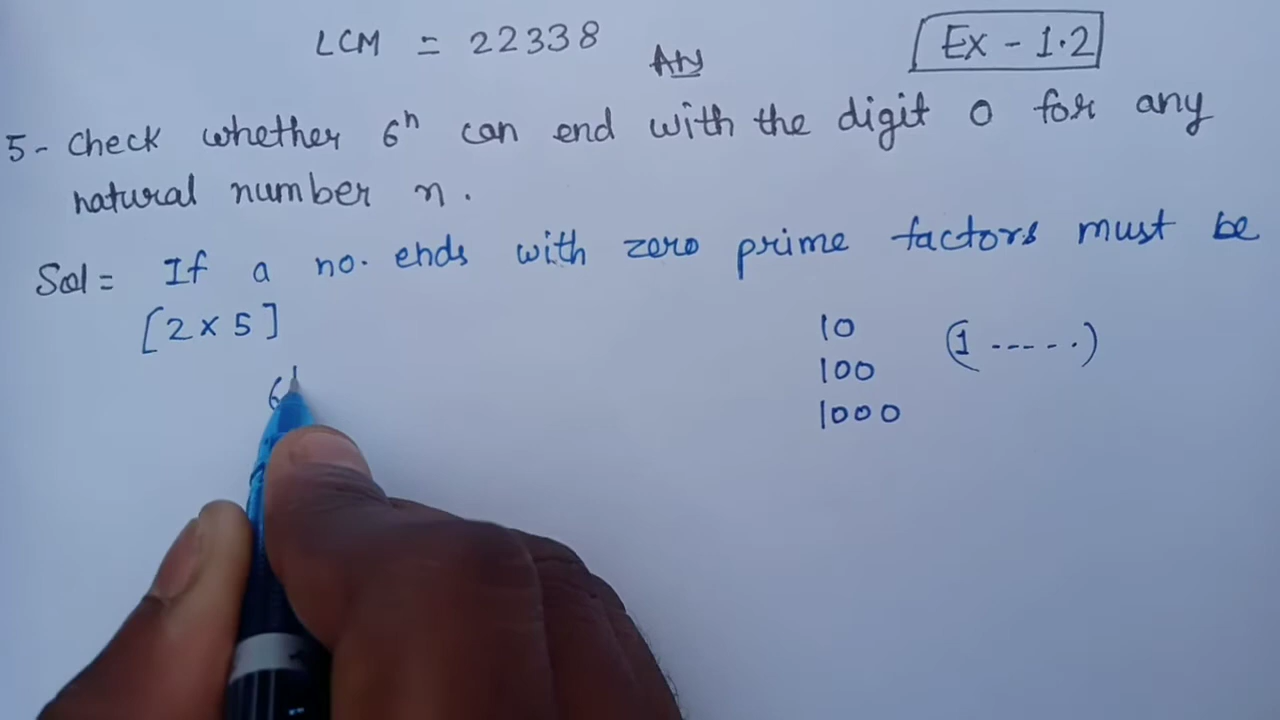 LCM = 22338 Ans
Ex - 1.2
5- Check whether 6ⁿ can end with the digit 0 for any
natural number n.
Sol = If a no. ends with zero prime factors must be
[2 × 5]
10
100
1000
(1 ------)
6